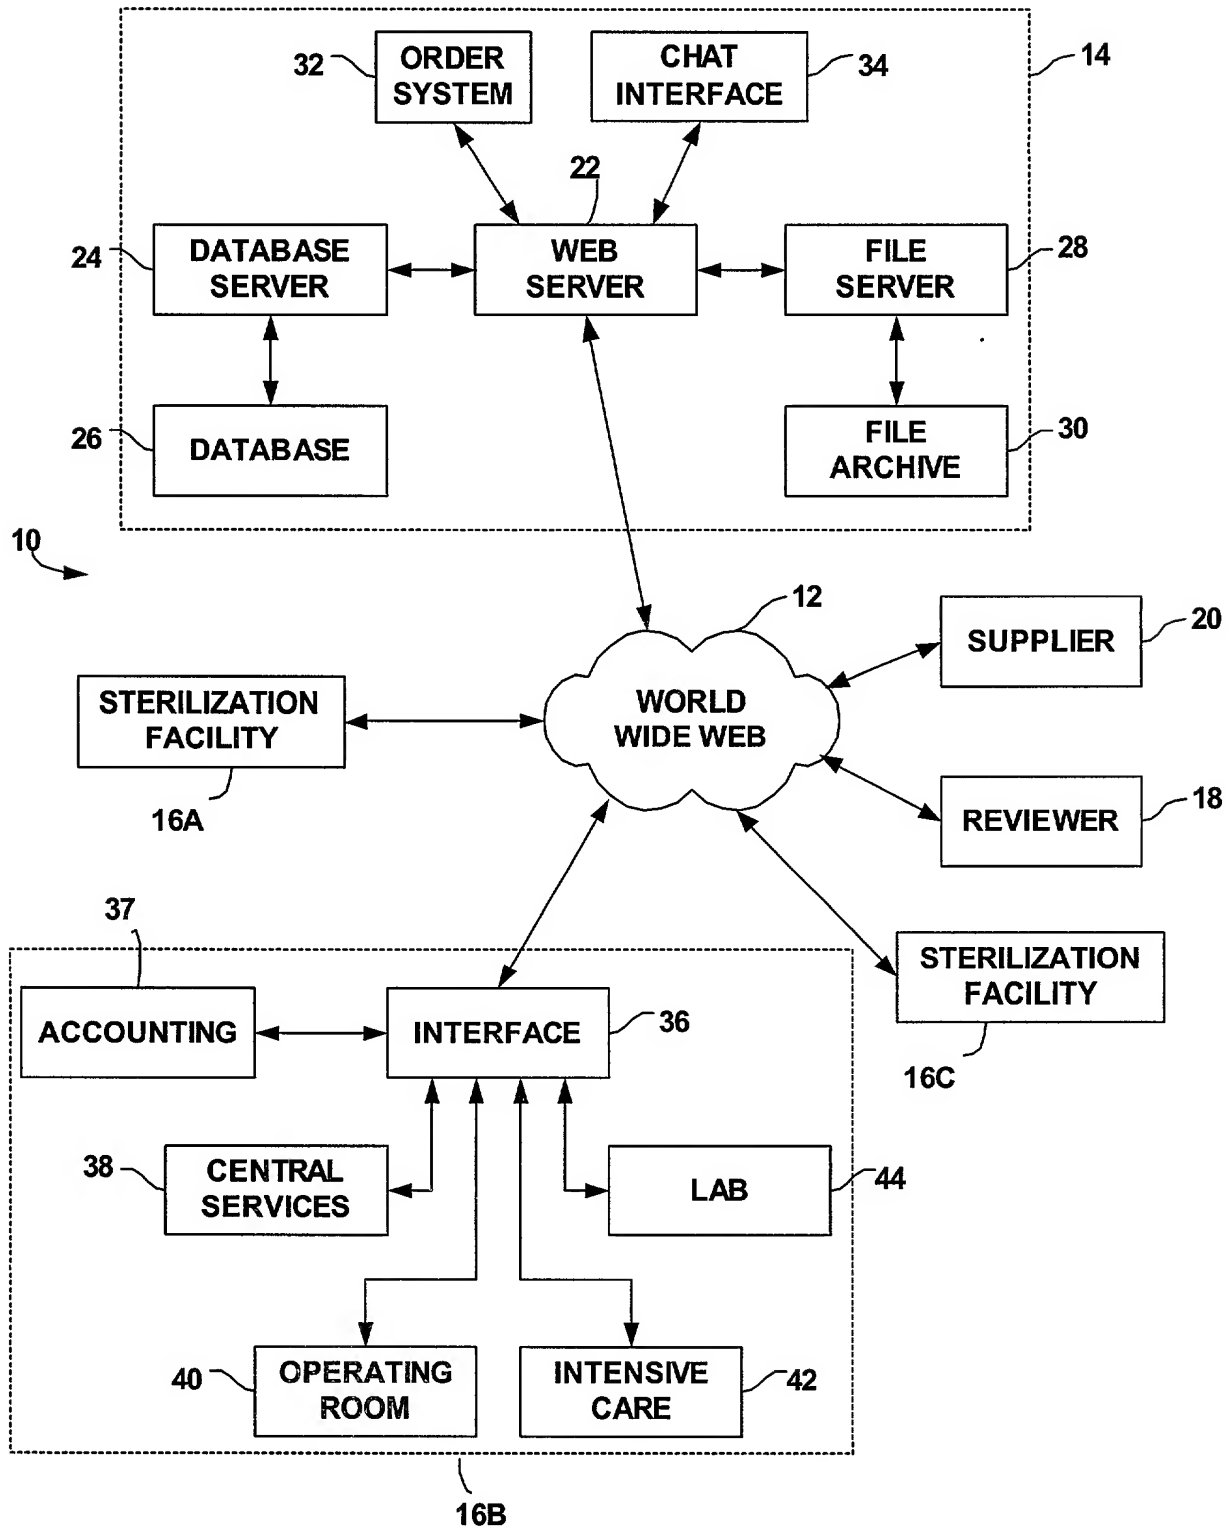 32
ORDER
SYSTEM
CHAT
INTERFACE
34
14
22
24
DATABASE
SERVER
WEB
SERVER
FILE
SERVER
28
26
DATABASE
FILE
ARCHIVE
30
10
12
SUPPLIER
20
STERILIZATION
FACILITY
16A
WORLD
WIDE WEB
REVIEWER
18
37
ACCOUNTING
INTERFACE
36
STERILIZATION
FACILITY
16C
38
CENTRAL
SERVICES
LAB
44
40
OPERATING
ROOM
INTENSIVE
CARE
42
16B